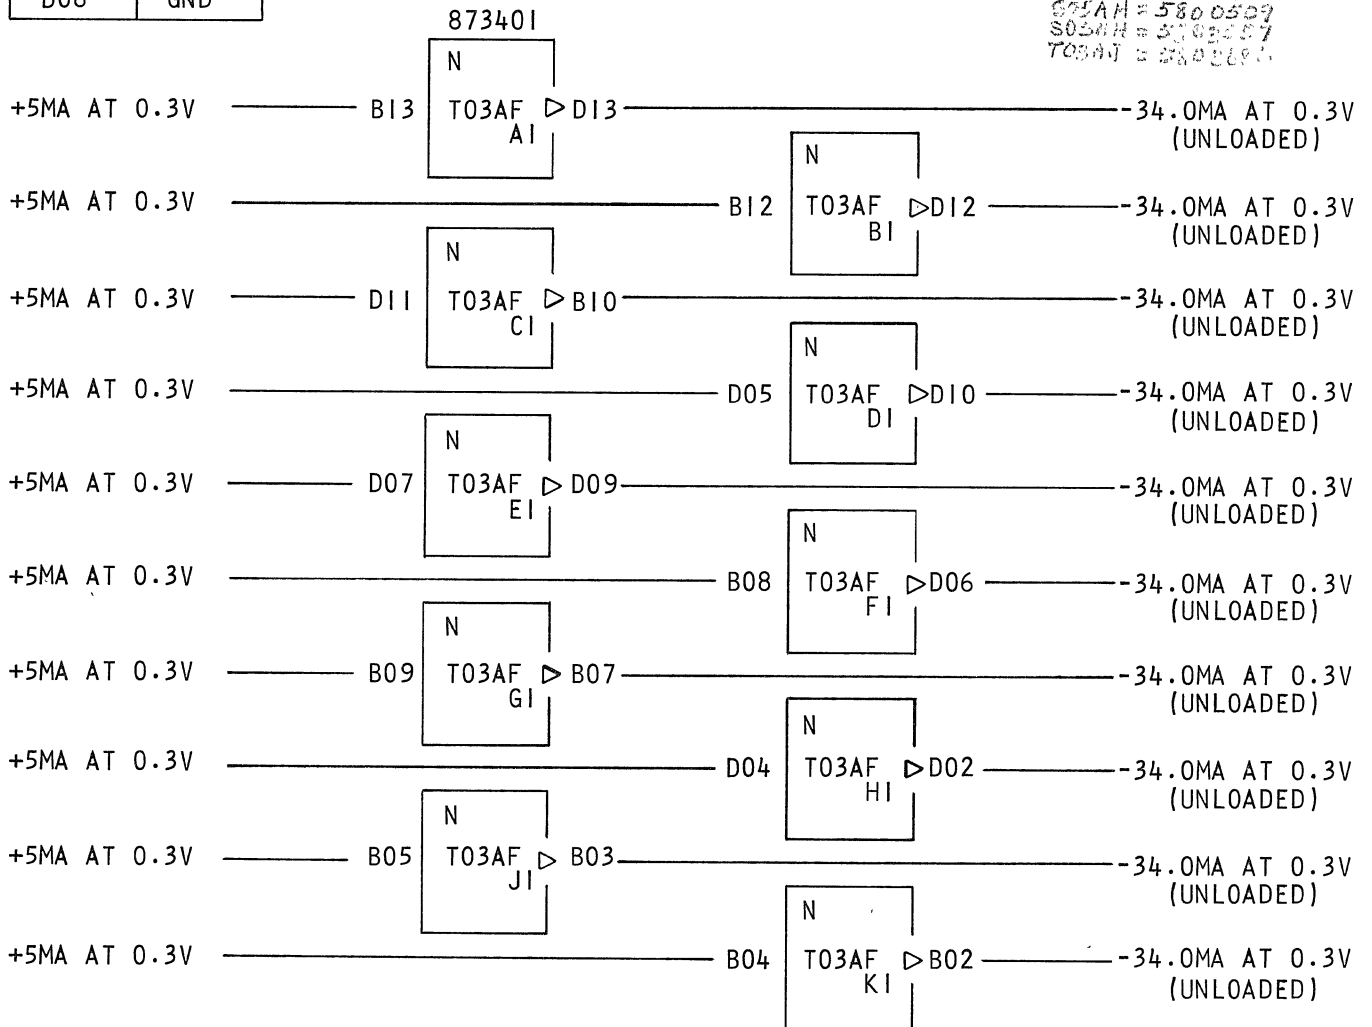 D08 GND
873401
N
+5MA AT 0.3V B13 T03AF D13 -34.0MA AT 0.3V
A1 (UNLOADED)
N
+5MA AT 0.3V B12 T03AF D12 -34.0MA AT 0.3V
B1 (UNLOADED)
N
+5MA AT 0.3V D11 T03AF B10 -34.0MA AT 0.3V
C1 (UNLOADED)
N
+5MA AT 0.3V D05 T03AF D10 -34.0MA AT 0.3V
D1 (UNLOADED)
N
+5MA AT 0.3V D07 T03AF D09 -34.0MA AT 0.3V
E1 (UNLOADED)
N
+5MA AT 0.3V B08 T03AF D06 -34.0MA AT 0.3V
F1 (UNLOADED)
N
+5MA AT 0.3V B09 T03AF B07 -34.0MA AT 0.3V
G1 (UNLOADED)
N
+5MA AT 0.3V D04 T03AF D02 -34.0MA AT 0.3V
H1 (UNLOADED)
N
+5MA AT 0.3V B05 T03AF B03 -34.0MA AT 0.3V
J1 (UNLOADED)
N
+5MA AT 0.3V B04 T03AF B02 -34.0MA AT 0.3V
K1 (UNLOADED)